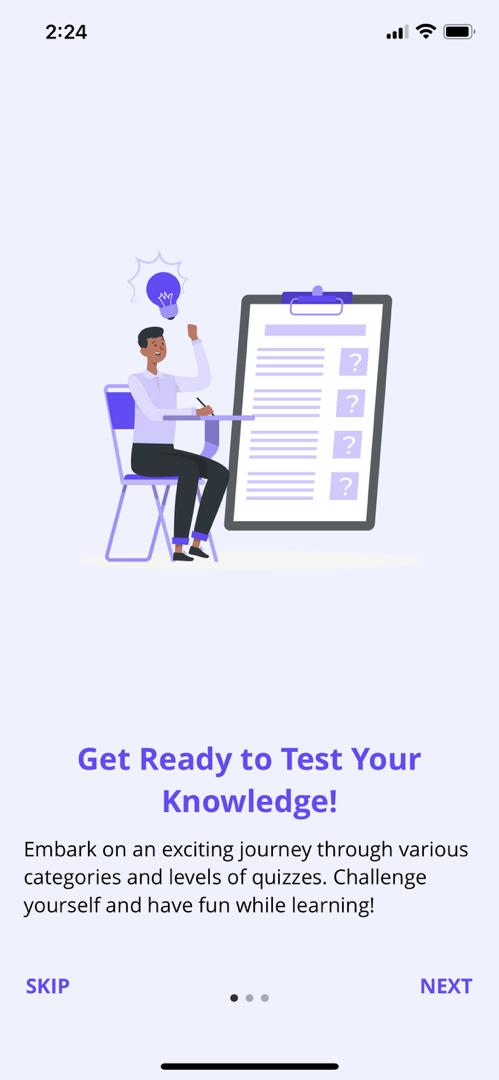 2:24
?
?
?
?
Get Ready to Test Your
Knowledge!
Embark on an exciting journey through various
categories and levels of quizzes. Challenge
yourself and have fun while learning!
SKIP
NEXT